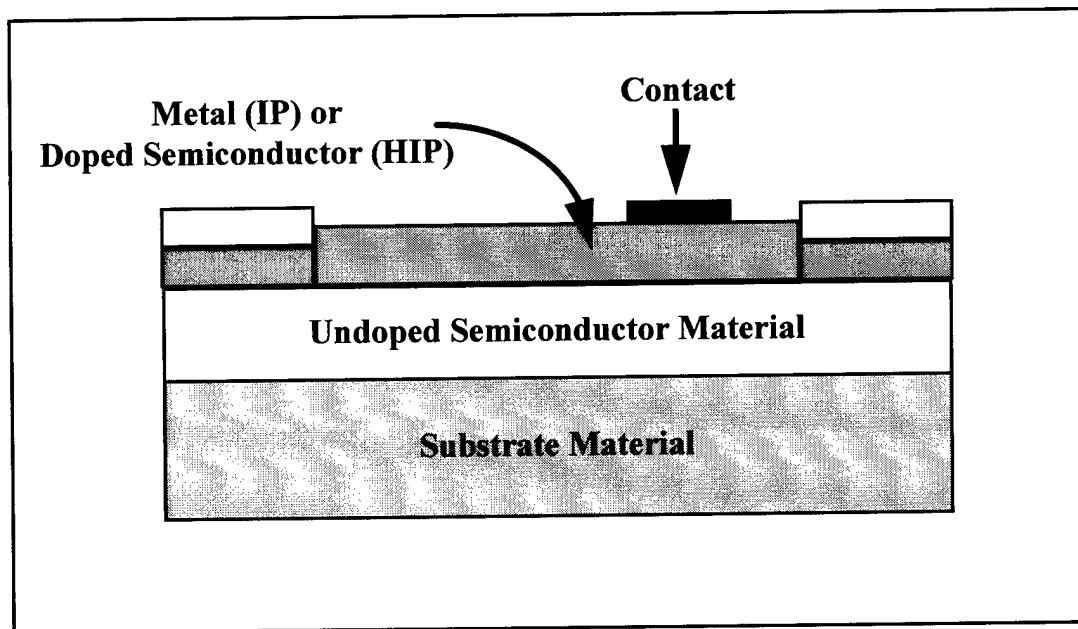 Metal (IP) or
Doped Semiconductor (HIP)
Contact
Undoped Semiconductor Material
Substrate Material